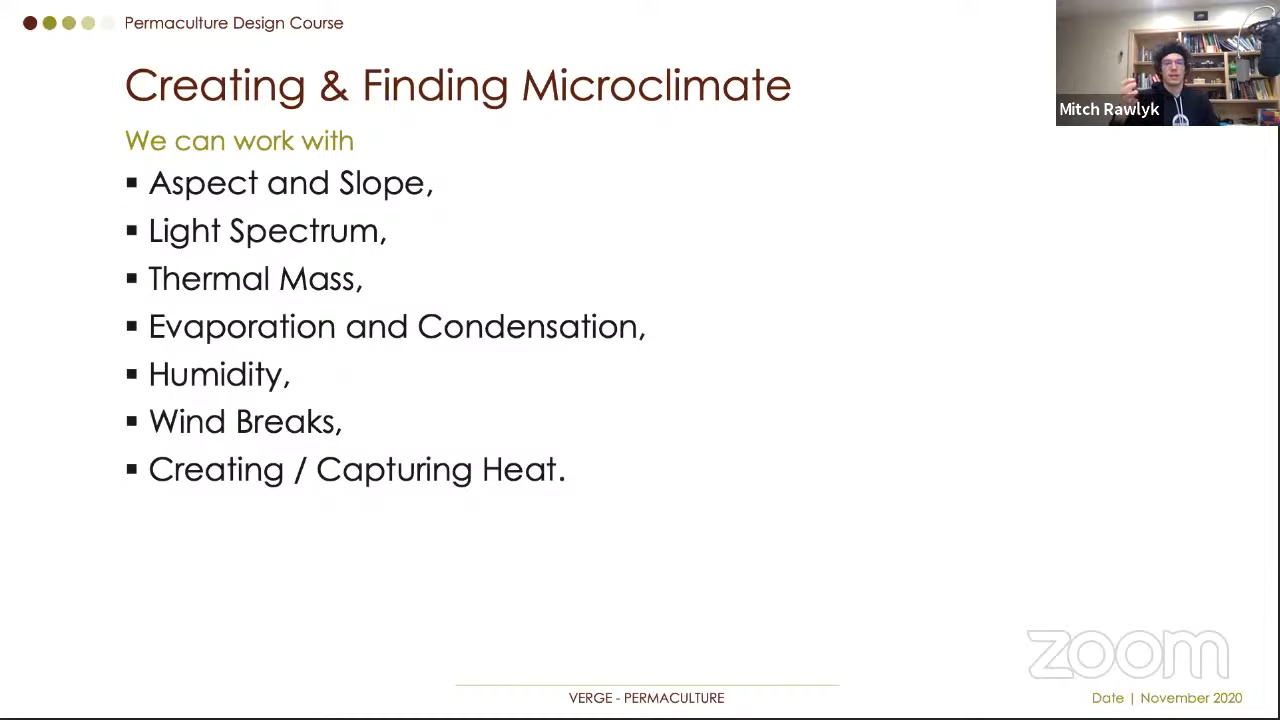 Permaculture Design Course
Mitch Rawlyk
Creating & Finding Microclimate
We can work with
▪ Aspect and Slope,
▪ Light Spectrum,
▪ Thermal Mass,
▪ Evaporation and Condensation,
▪ Humidity,
▪ Wind Breaks,
▪ Creating / Capturing Heat.
zoom
VERGE - PERMACULTURE
Date | November 2020